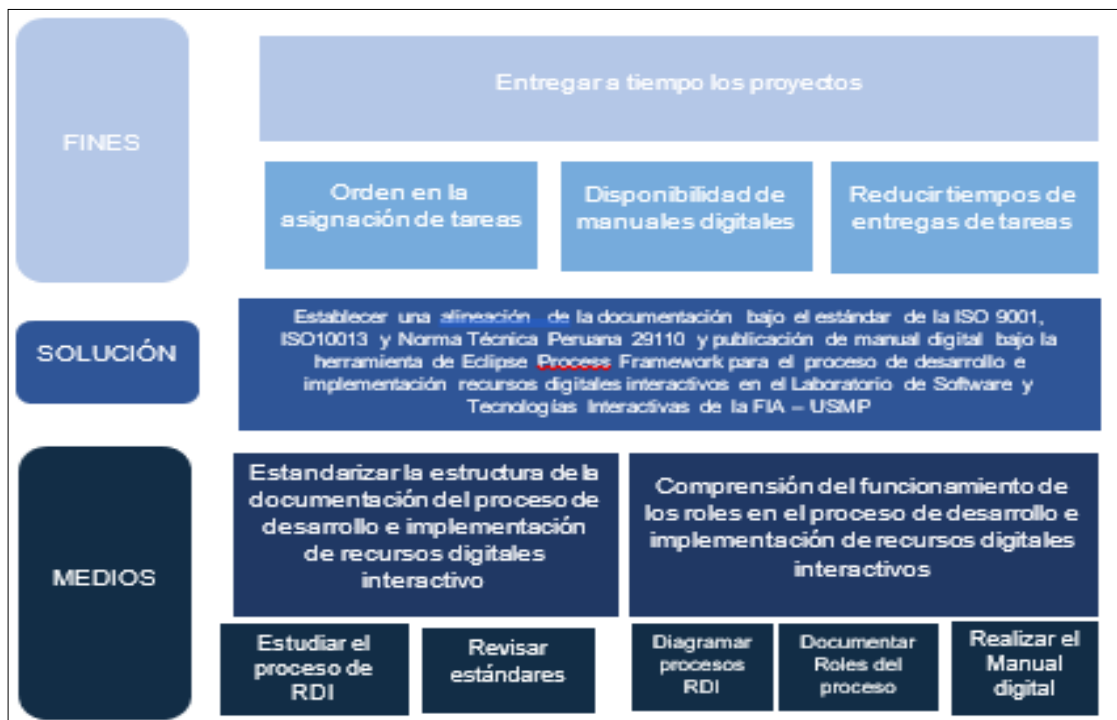 FINES
Entregar a tiempo los proyectos
Orden en la
asignación de tareas
Disponibilidad de
manuales digitales
Reducir tiempos de
entregas de tareas
SOLUCIÓN
Establecer una alineación de la documentación bajo el estándar de la ISO 9001,
ISO10013 y Norma Técnica Peruana 29110 y publicación de manual digital bajo la
herramienta de Eclipse Process Framework para el proceso de desarrollo e
implementación recursos digitales interactivos en el Laboratorio de Software y
Tecnologías Interactivas de la FIA – USMP
MEDIOS
Estandarizar la estructura de la
documentación del proceso de
desarrollo e implementación
de recursos digitales
interactivo
Comprensión del funcionamiento de
los roles en el proceso de desarrollo e
implementación de recursos digitales
interactivos
Estudiar el
proceso de
RDI
Revisar
estándares
Diagramar
procesos
RDI
Documentar
Roles del
proceso
Realizar el
Manual
digital